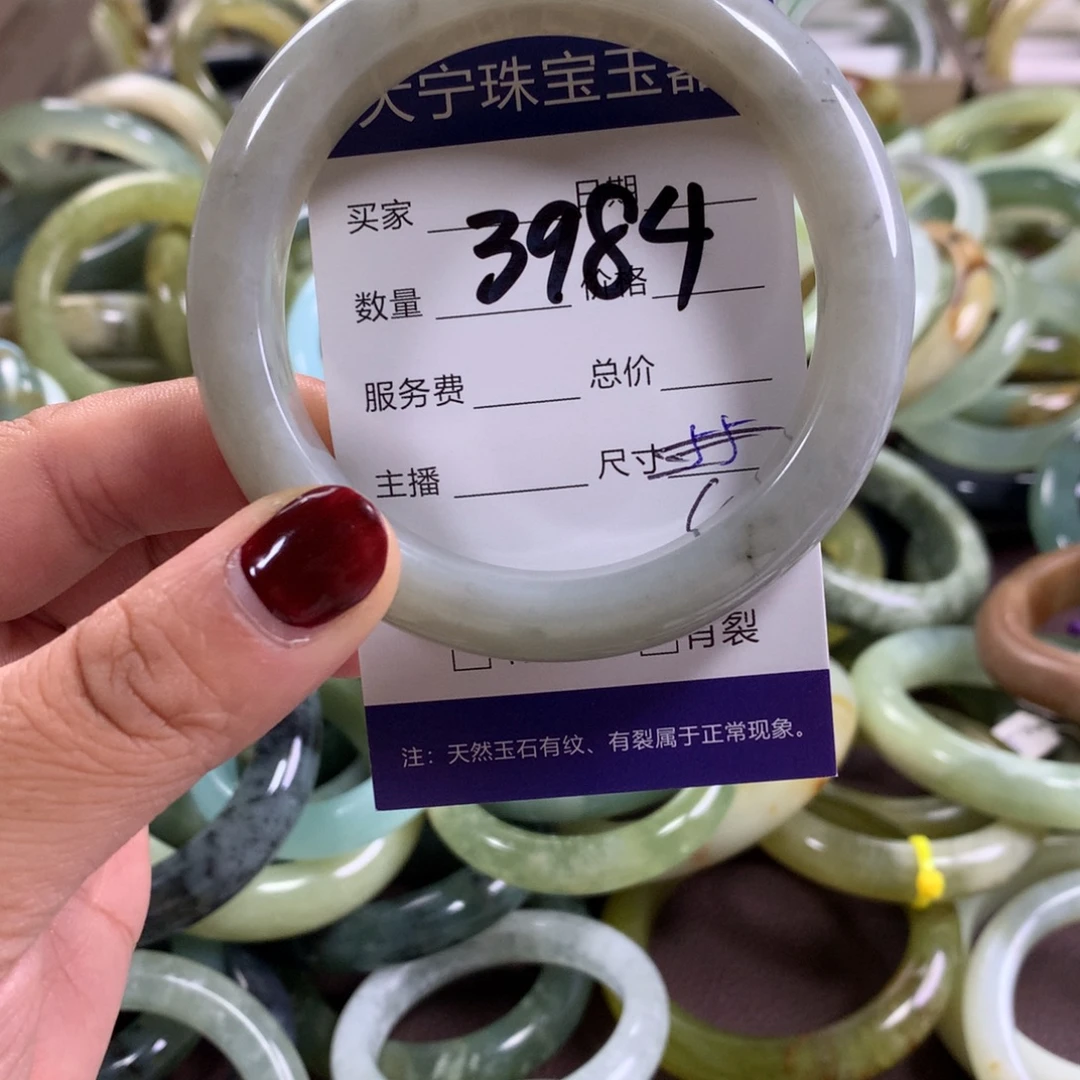 宁珠宝玉器
买家 日期
3984
数量 价格
服务费 总价
主播 尺寸 55
有裂
注：天然玉石有纹、有裂属于正常现象。